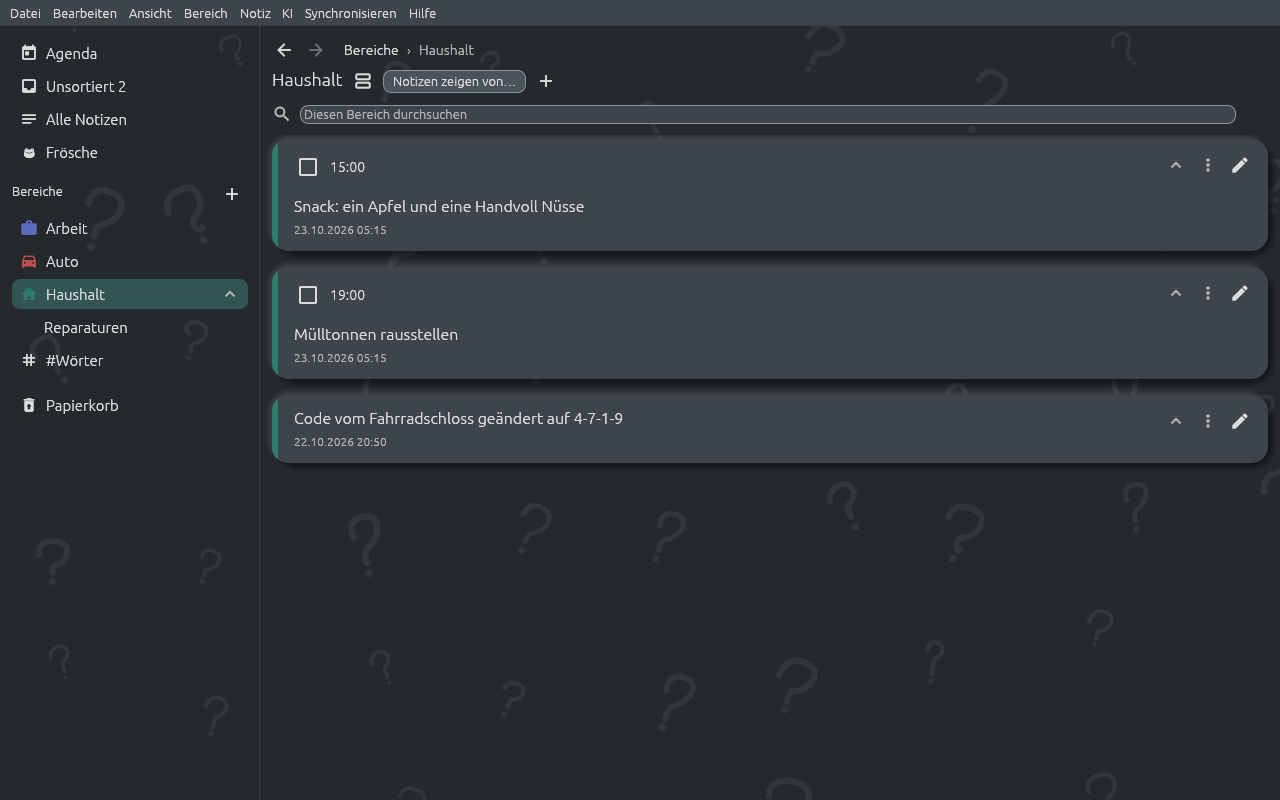 Datei Bearbeiten Ansicht Bereich Notiz KI Synchronisieren Hilfe
Agenda
Unsortiert 2
Alle Notizen
Frösche
Bereiche
Arbeit
Auto
Haushalt
Reparaturen
#Wörter
Papierkorb
Bereiche › Haushalt
Haushalt Notizen zeigen von…
Diesen Bereich durchsuchen
15:00
Snack: ein Apfel und eine Handvoll Nüsse
23.10.2026 05:15
19:00
Mülltonnen rausstellen
23.10.2026 05:15
Code vom Fahrradschloss geändert auf 4-7-1-9
22.10.2026 20:50